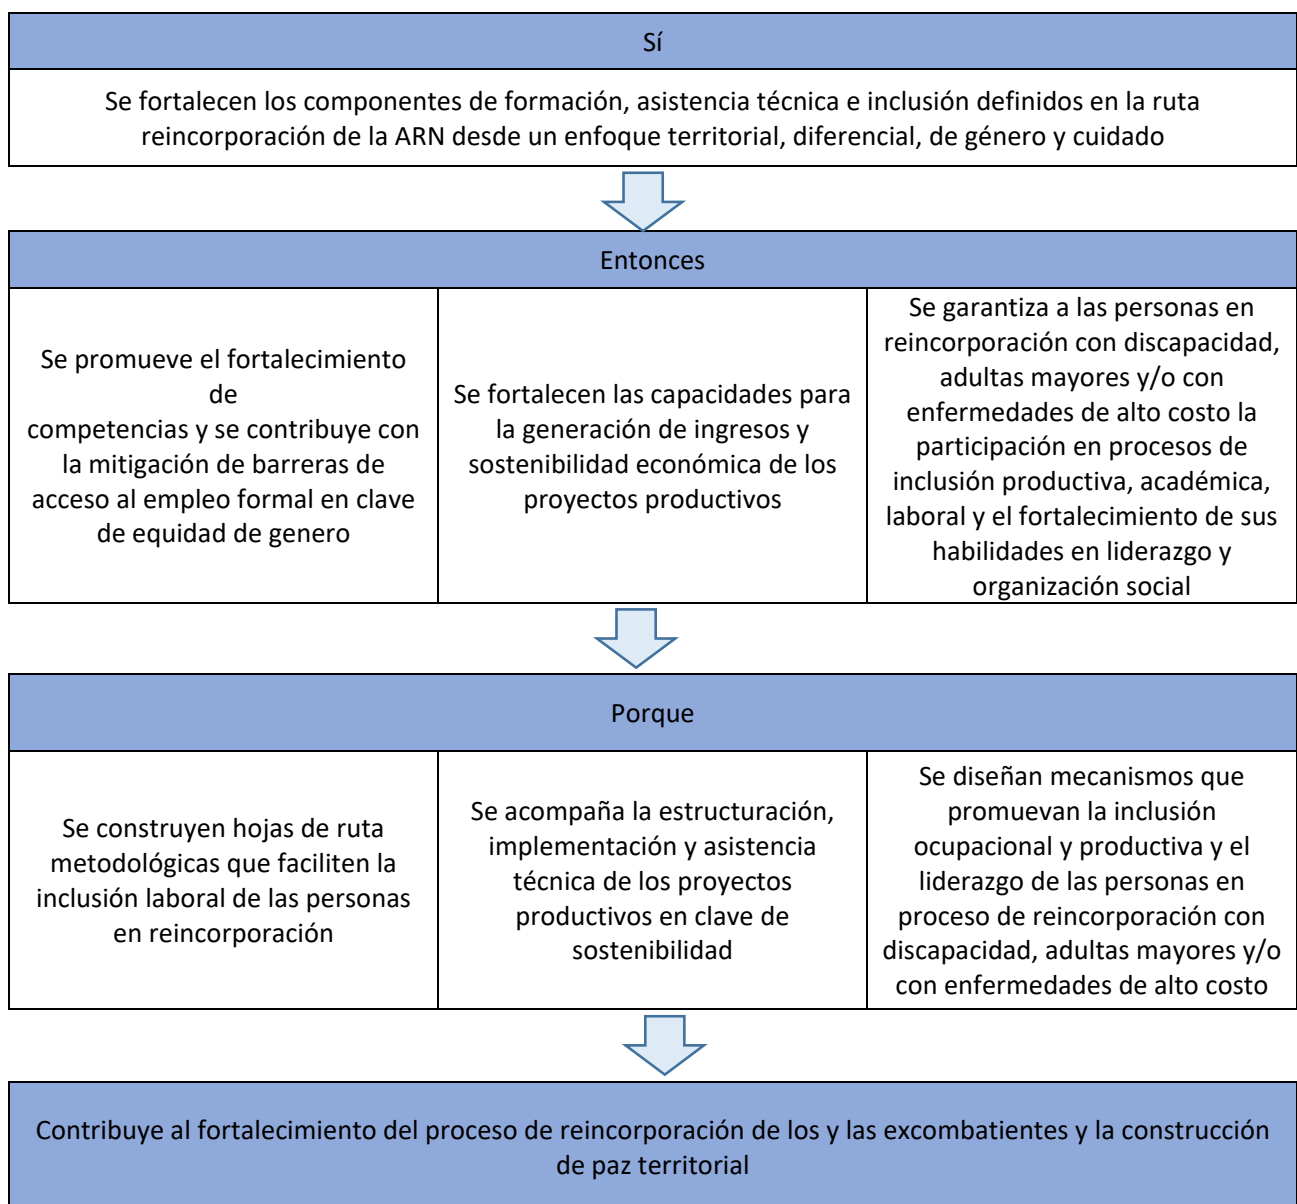 Sí
Se fortalecen los componentes de formación, asistencia técnica e inclusión definidos en la ruta
reincorporación de la ARN desde un enfoque territorial, diferencial, de género y cuidado
Entonces
Se promueve el fortalecimiento
de
competencias y se contribuye con
la mitigación de barreras de
acceso al empleo formal en clave
de equidad de genero
Se fortalecen las capacidades para
la generación de ingresos y
sostenibilidad económica de los
proyectos productivos
Se garantiza a las personas en
reincorporación con discapacidad,
adultas mayores y/o con
enfermedades de alto costo la
participación en procesos de
inclusión productiva, académica,
laboral y el fortalecimiento de sus
habilidades en liderazgo y
organización social
Porque
Se construyen hojas de ruta
metodológicas que faciliten la
inclusión laboral de las personas
en reincorporación
Se acompaña la estructuración,
implementación y asistencia
técnica de los proyectos
productivos en clave de
sostenibilidad
Se diseñan mecanismos que
promuevan la inclusión
ocupacional y productiva y el
liderazgo de las personas en
proceso de reincorporación con
discapacidad, adultas mayores y/o
con enfermedades de alto costo
Contribuye al fortalecimiento del proceso de reincorporación de los y las excombatientes y la construcción
de paz territorial